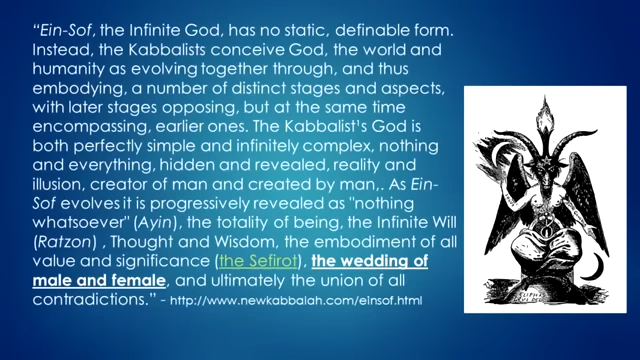 “Ein-Sof, the Infinite God, has no static, definable form.
Instead, the Kabbalists conceive God, the world and
humanity as evolving together through, and thus
embodying, a number of distinct stages and aspects,
with later stages opposing, but at the same time
encompassing, earlier ones. The Kabbalist's God is
both perfectly simple and infinitely complex, nothing
and everything, hidden and revealed, reality and
illusion, creator of man and created by man,. As Ein-
Sof evolves it is progressively revealed as "nothing
whatsoever" (Ayin), the totality of being, the Infinite Will
(Ratzon) , Thought and Wisdom, the embodiment of all
value and significance (the Sefirot), the wedding of
male and female, and ultimately the union of all
contradictions.” - http://www.newkabbalah.com/einsof.html